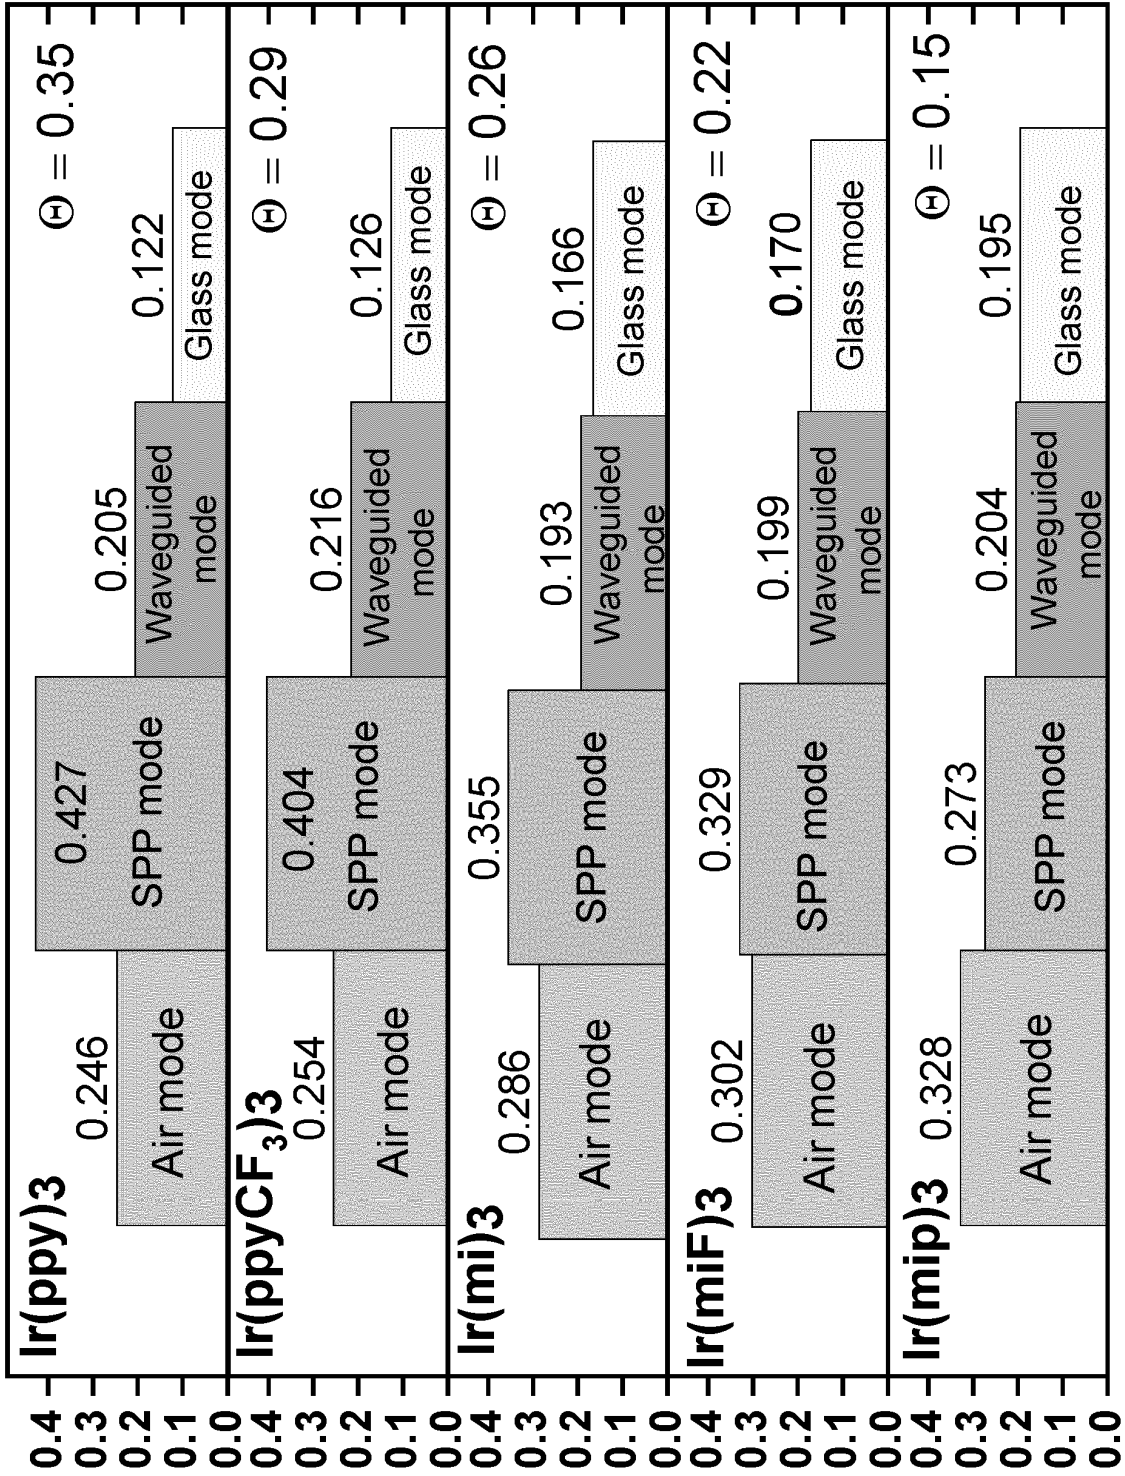 Ir(ppy)3
Θ = 0.35
0.246
0.427
0.205
0.122
Air mode
SPP mode
Waveguided
mode
Glass mode
0.4
0.3
0.2
0.1
0.0
Ir(ppyCF3)3
Θ = 0.29
0.254
0.404
0.216
0.126
Air mode
SPP mode
Waveguided
mode
Glass mode
0.4
0.3
0.2
0.1
0.0
Ir(mi)3
Θ = 0.26
0.286
0.355
0.193
0.166
Air mode
SPP mode
Waveguided
mode
Glass mode
0.4
0.3
0.2
0.1
0.0
Ir(miF)3
Θ = 0.22
0.302
0.329
0.199
0.170
Air mode
SPP mode
Waveguided
mode
Glass mode
0.4
0.3
0.2
0.1
0.0
Ir(mip)3
Θ = 0.15
0.328
0.273
0.204
0.195
Air mode
SPP mode
Waveguided
mode
Glass mode
0.4
0.3
0.2
0.1
0.0